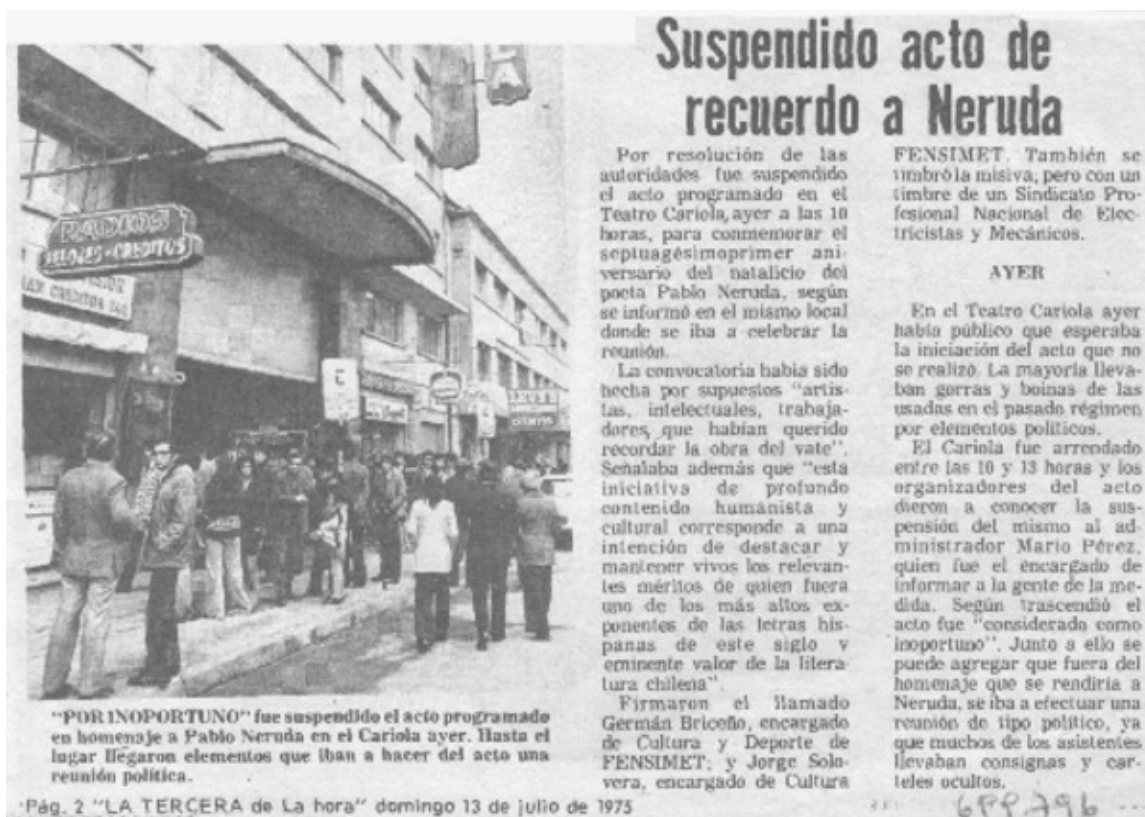 Suspendido acto de
recuerdo a Neruda
RADIOS
RELOJES-CREDITOS
"POR INOPORTUNO" fue suspendido el acto programado
en homenaje a Pablo Neruda en el Cariola ayer. Hasta el
lugar llegaron elementos que iban a hacer del acto una
reunión política.
Por resolución de las
autoridades fue suspendido
el acto programado en el
Teatro Cariola, ayer a las 10
horas, para conmemorar el
septuagésimoprimer ani-
versario del natalicio del
poeta Pablo Neruda, según
se informó en el mismo local
donde se iba a celebrar la
reunión.
La convocatoria había sido
hecha por supuestos "artis-
tas, intelectuales, trabaja-
dores, que habían querido
recordar la obra del vate".
Señalaba además que "esta
iniciativa de profundo
contenido humanista y
cultural corresponde a una
intención de destacar y
mantener vivos los relevan-
tes méritos de quien fuera
uno de los más altos ex-
ponentes de las letras his-
panas de este siglo y
eminente valor de la litera-
tura chilena".
Firmaron el llamado
Germán Briceño, encargado
de Cultura y Deporte de
FENSIMET; y Jorge Solo-
vera, encargado de Cultura
FENSIMET. También se
timbró la misiva, pero con un
timbre de un Sindicato Pro-
fesional Nacional de Elec-
tricistas y Mecánicos.
AYER
En el Teatro Cariola ayer
había público que esperaba
la iniciación del acto que no
se realizó. La mayoría lleva-
ban gorras y boinas de las
usadas en el pasado régimen
por elementos políticos.
El Cariola fue arrendado
entre las 10 y 13 horas y los
organizadores del acto
dieron a conocer la sus-
pensión del mismo al ad
ministrador Mario Pérez,
quien fue el encargado de
informar a la gente de la me-
dida. Según trascendió el
acto fue "considerado como
inoportuno". Junto a ello se
puede agregar que fuera del
homenaje que se rendiría a
Neruda, se iba a efectuar una
reunión de tipo político, ya
que muchos de los asistentes
llevaban consignas y car-
teles ocultos.
Pág. 2 "LA TERCERA de La hora" domingo 13 de julio de 1975
6PP.796